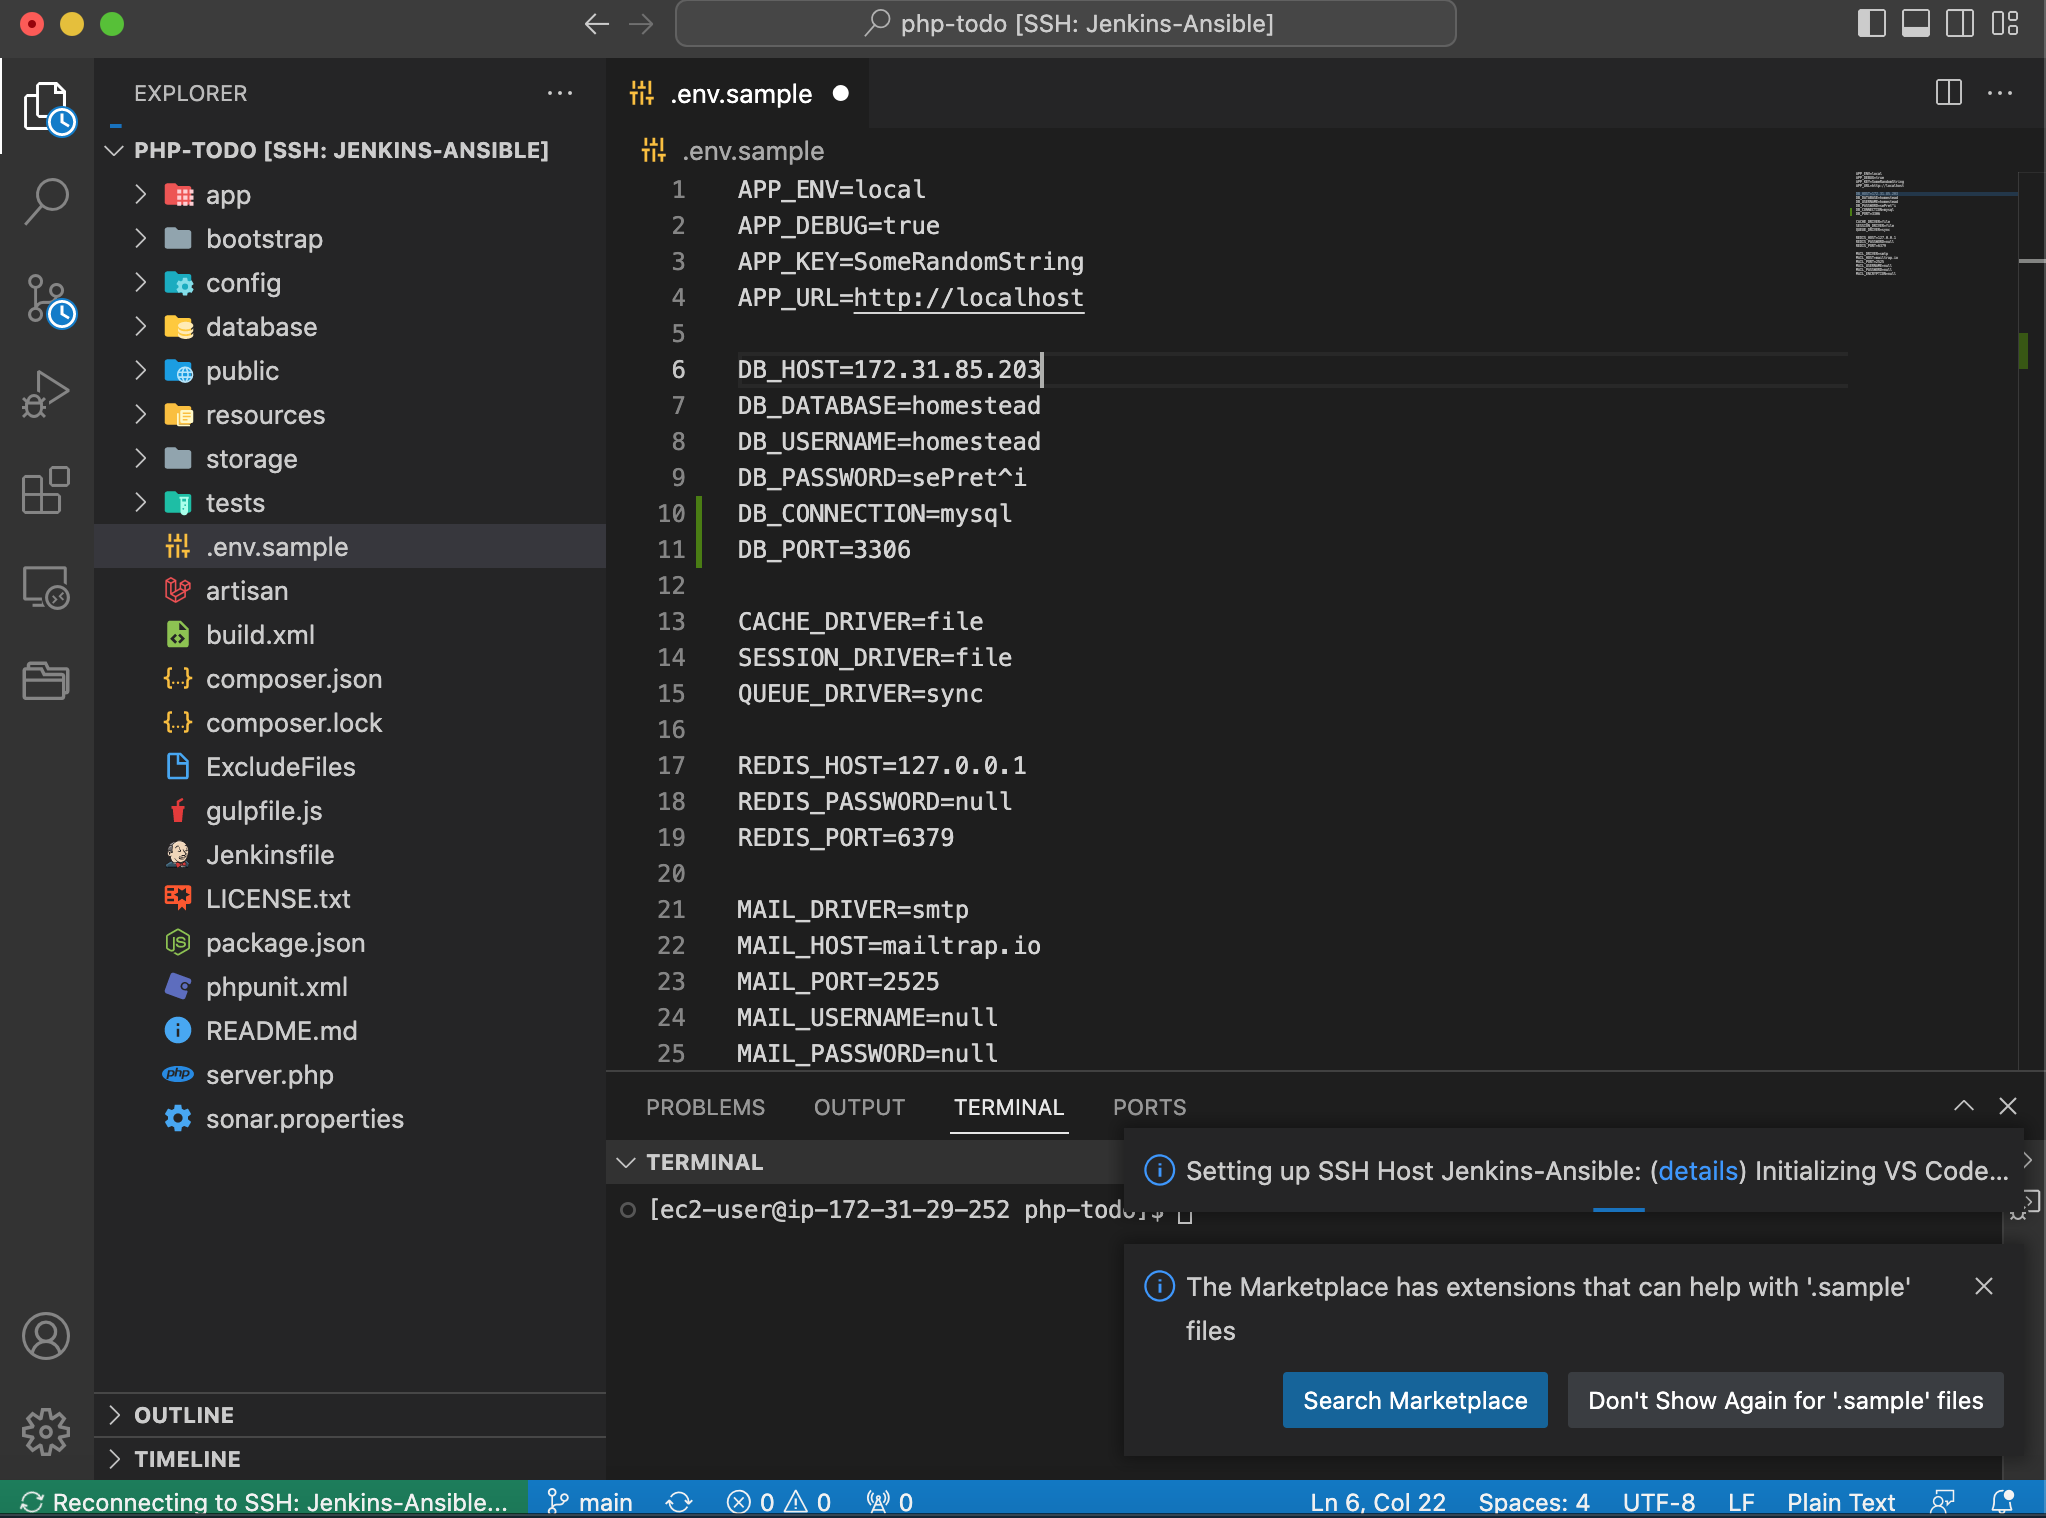 php-todo [SSH: Jenkins-Ansible]
EXPLORER
PHP-TODO [SSH: JENKINS-ANSIBLE]
app
bootstrap
config
database
public
resources
storage
tests
.env.sample
artisan
build.xml
composer.json
composer.lock
ExcludeFiles
gulpfile.js
Jenkinsfile
LICENSE.txt
package.json
phpunit.xml
README.md
server.php
sonar.properties
OUTLINE
TIMELINE
.env.sample
.env.sample
1 APP_ENV=local
2 APP_DEBUG=true
3 APP_KEY=SomeRandomString
4 APP_URL=http://localhost
5
6 DB_HOST=172.31.85.203
7 DB_DATABASE=homestead
8 DB_USERNAME=homestead
9 DB_PASSWORD=sePret^i
10 DB_CONNECTION=mysql
11 DB_PORT=3306
12
13 CACHE_DRIVER=file
14 SESSION_DRIVER=file
15 QUEUE_DRIVER=sync
16
17 REDIS_HOST=127.0.0.1
18 REDIS_PASSWORD=null
19 REDIS_PORT=6379
20
21 MAIL_DRIVER=smtp
22 MAIL_HOST=mailtrap.io
23 MAIL_PORT=2525
24 MAIL_USERNAME=null
25 MAIL_PASSWORD=null
PROBLEMS OUTPUT TERMINAL PORTS
TERMINAL
[ec2-user@ip-172-31-29-252 php-todo]$
Setting up SSH Host Jenkins-Ansible: (details) Initializing VS Code...
The Marketplace has extensions that can help with '.sample'
files
Search Marketplace
Don't Show Again for '.sample' files
Reconnecting to SSH: Jenkins-Ansible... main 0 0 0 Ln 6, Col 22 Spaces: 4 UTF-8 LF Plain Text